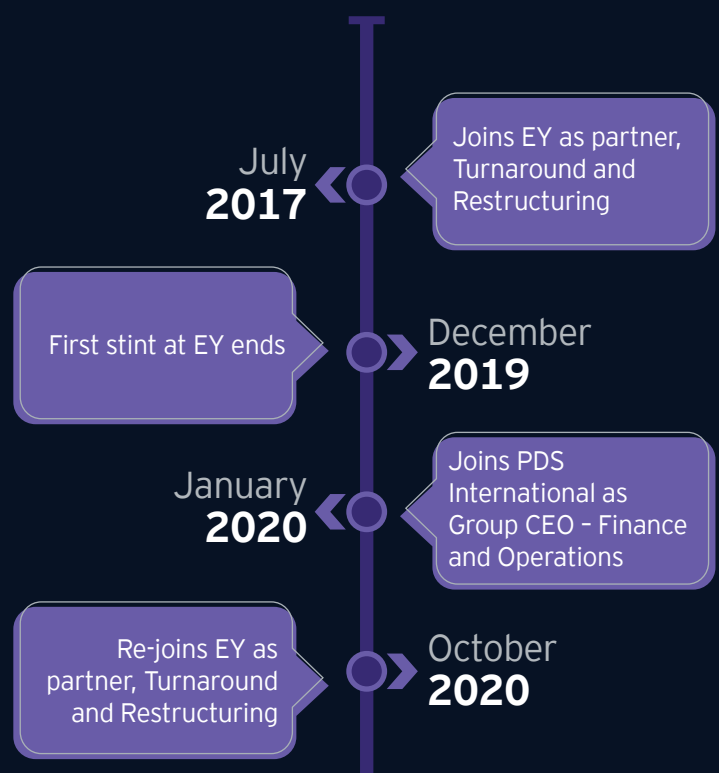 July
2017
Joins EY as partner,
Turnaround and
Restructuring
First stint at EY ends
December
2019
January
2020
Joins PDS
International as
Group CEO – Finance
and Operations
Re-joins EY as
partner, Turnaround
and Restructuring
October
2020